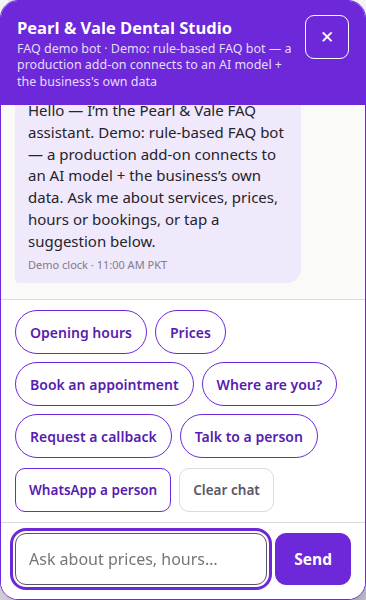 Pearl & Vale Dental Studio
FAQ demo bot · Demo: rule-based FAQ bot — a
production add-on connects to an AI model +
the business's own data
✕
Hello — I’m the Pearl & Vale FAQ
assistant. Demo: rule-based FAQ bot
— a production add-on connects to
an AI model + the business’s own
data. Ask me about services, prices,
hours or bookings, or tap a
suggestion below.
Demo clock · 11:00 AM PKT
Opening hours
Prices
Book an appointment
Where are you?
Request a callback
Talk to a person
WhatsApp a person
Clear chat
Ask about prices, hours…
Send